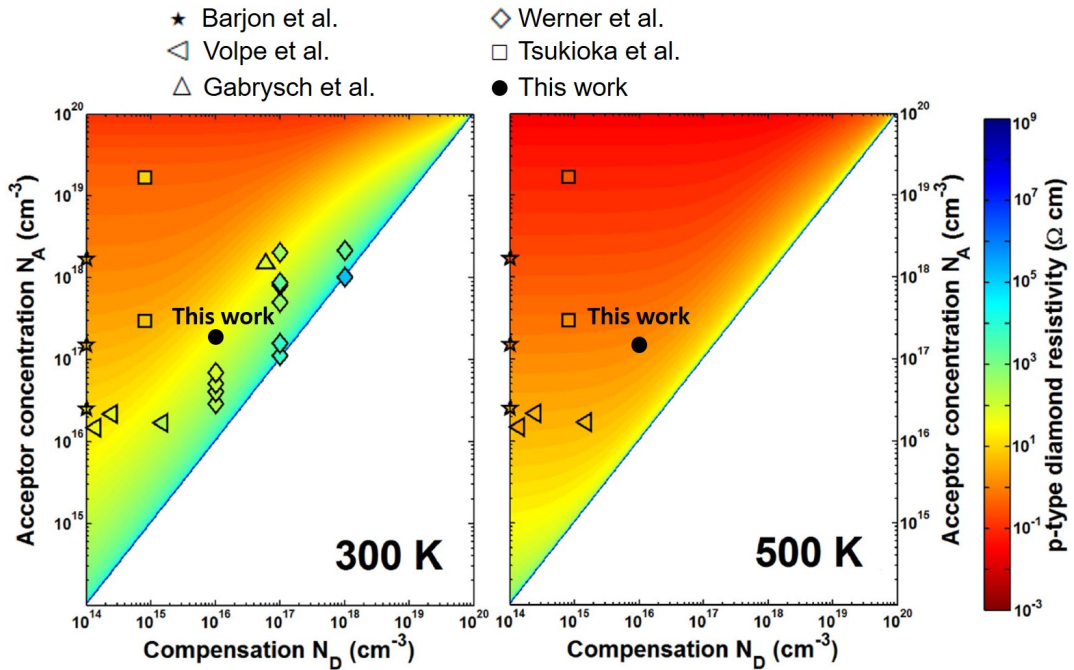 Barjon et al.
Werner et al.
Volpe et al.
Tsukioka et al.
Gabrysch et al.
This work
10^20
10^19
10^18
10^17
10^16
10^15
Acceptor concentration N_A (cm^-3)
This work
300 K
10^14 10^15 10^16 10^17 10^18 10^19 10^20
Compensation N_D (cm^-3)
10^20
10^19
10^18
10^17
10^16
10^15
Acceptor concentration N_A (cm^-3)
This work
500 K
10^14 10^15 10^16 10^17 10^18 10^19 10^20
Compensation N_D (cm^-3)
10^9
10^7
10^5
10^3
10^1
10^-1
10^-3
p-type diamond resistivity (Ω cm)